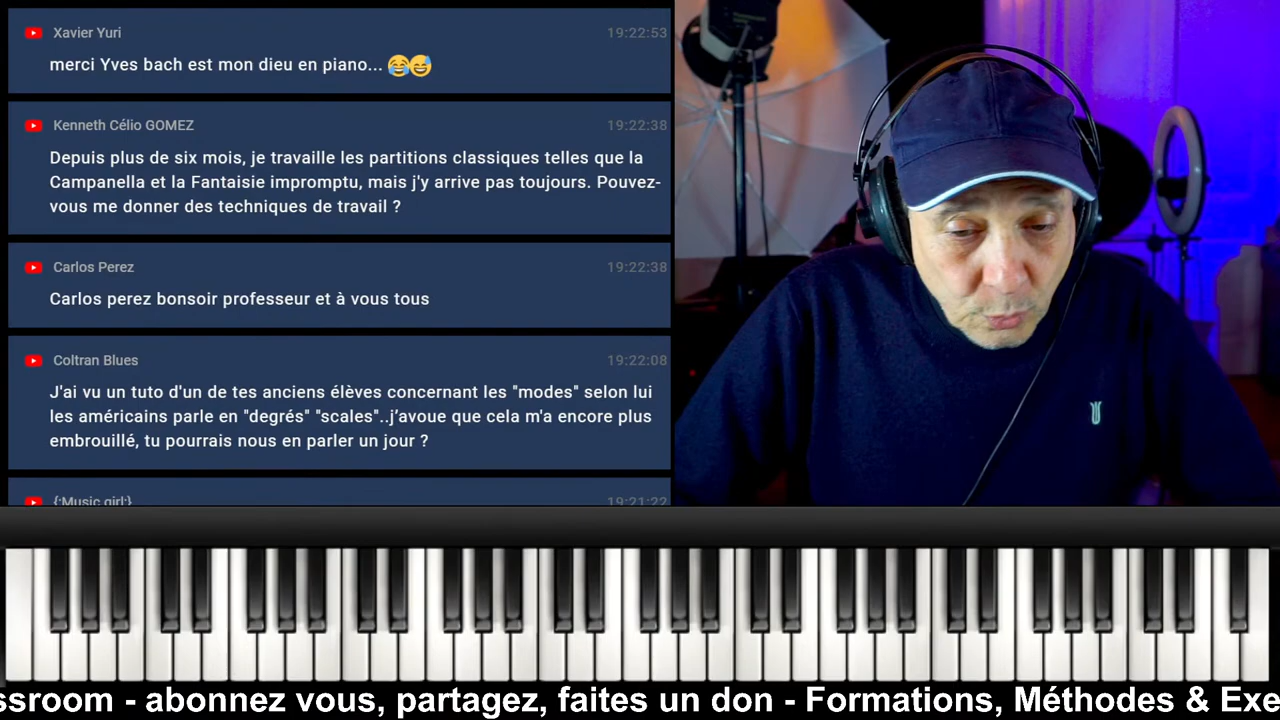 Xavier Yuri 19:22:53
merci Yves bach est mon dieu en piano... 😂😅
Kenneth Célio GOMEZ 19:22:38
Depuis plus de six mois, je travaille les partitions classiques telles que la
Campanella et la Fantaisie impromptu, mais j'y arrive pas toujours. Pouvez-
vous me donner des techniques de travail ?
Carlos Perez 19:22:38
Carlos perez bonsoir professeur et à vous tous
Coltran Blues 19:22:08
J'ai vu un tuto d'un de tes anciens élèves concernant les "modes" selon lui
les américains parle en "degrés" "scales"..j’avoue que cela m'a encore plus
embrouillé, tu pourrais nous en parler un jour ?
{;Music girl;} 19:21:22
ssroom - abonnez vous, partagez, faites un don - Formations, Méthodes & Exe